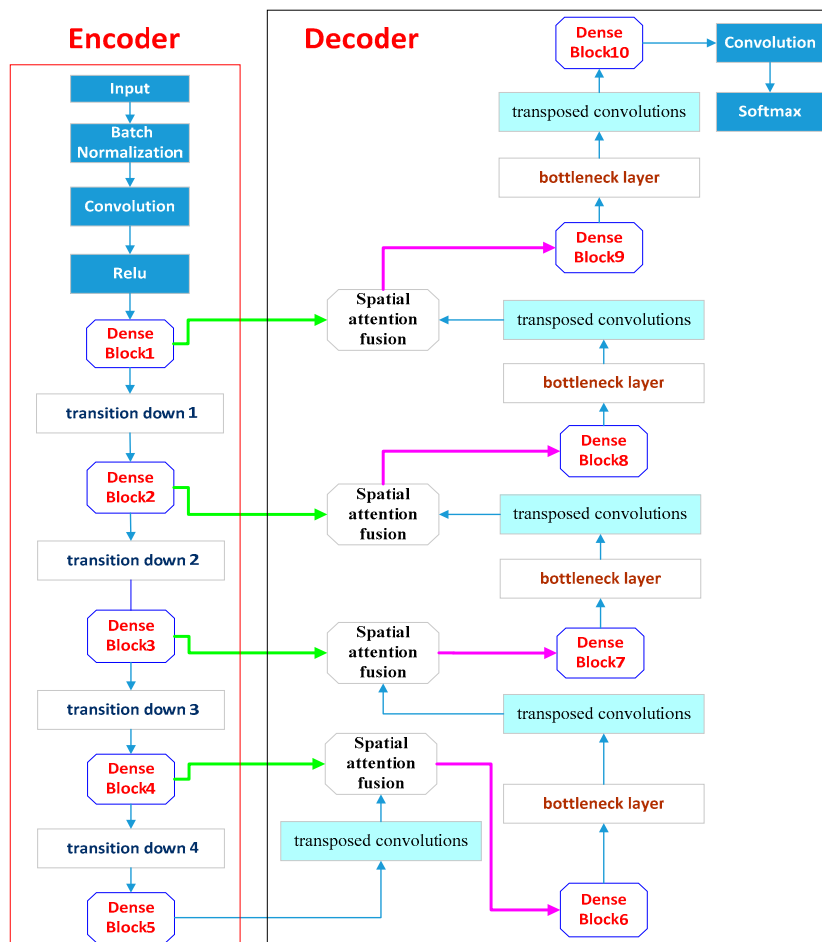 Encoder
Input
Batch
Normalization
Convolution
Relu
Dense
Block1
transition down 1
Dense
Block2
transition down 2
Dense
Block3
transition down 3
Dense
Block4
transition down 4
Dense
Block5
Decoder
Dense
Block10
Convolution
Softmax
transposed convolutions
bottleneck layer
Dense
Block9
Spatial
attention
fusion
transposed convolutions
bottleneck layer
Dense
Block8
Spatial
attention
fusion
transposed convolutions
bottleneck layer
Dense
Block7
Spatial
attention
fusion
transposed convolutions
Spatial
attention
fusion
bottleneck layer
transposed convolutions
Dense
Block6